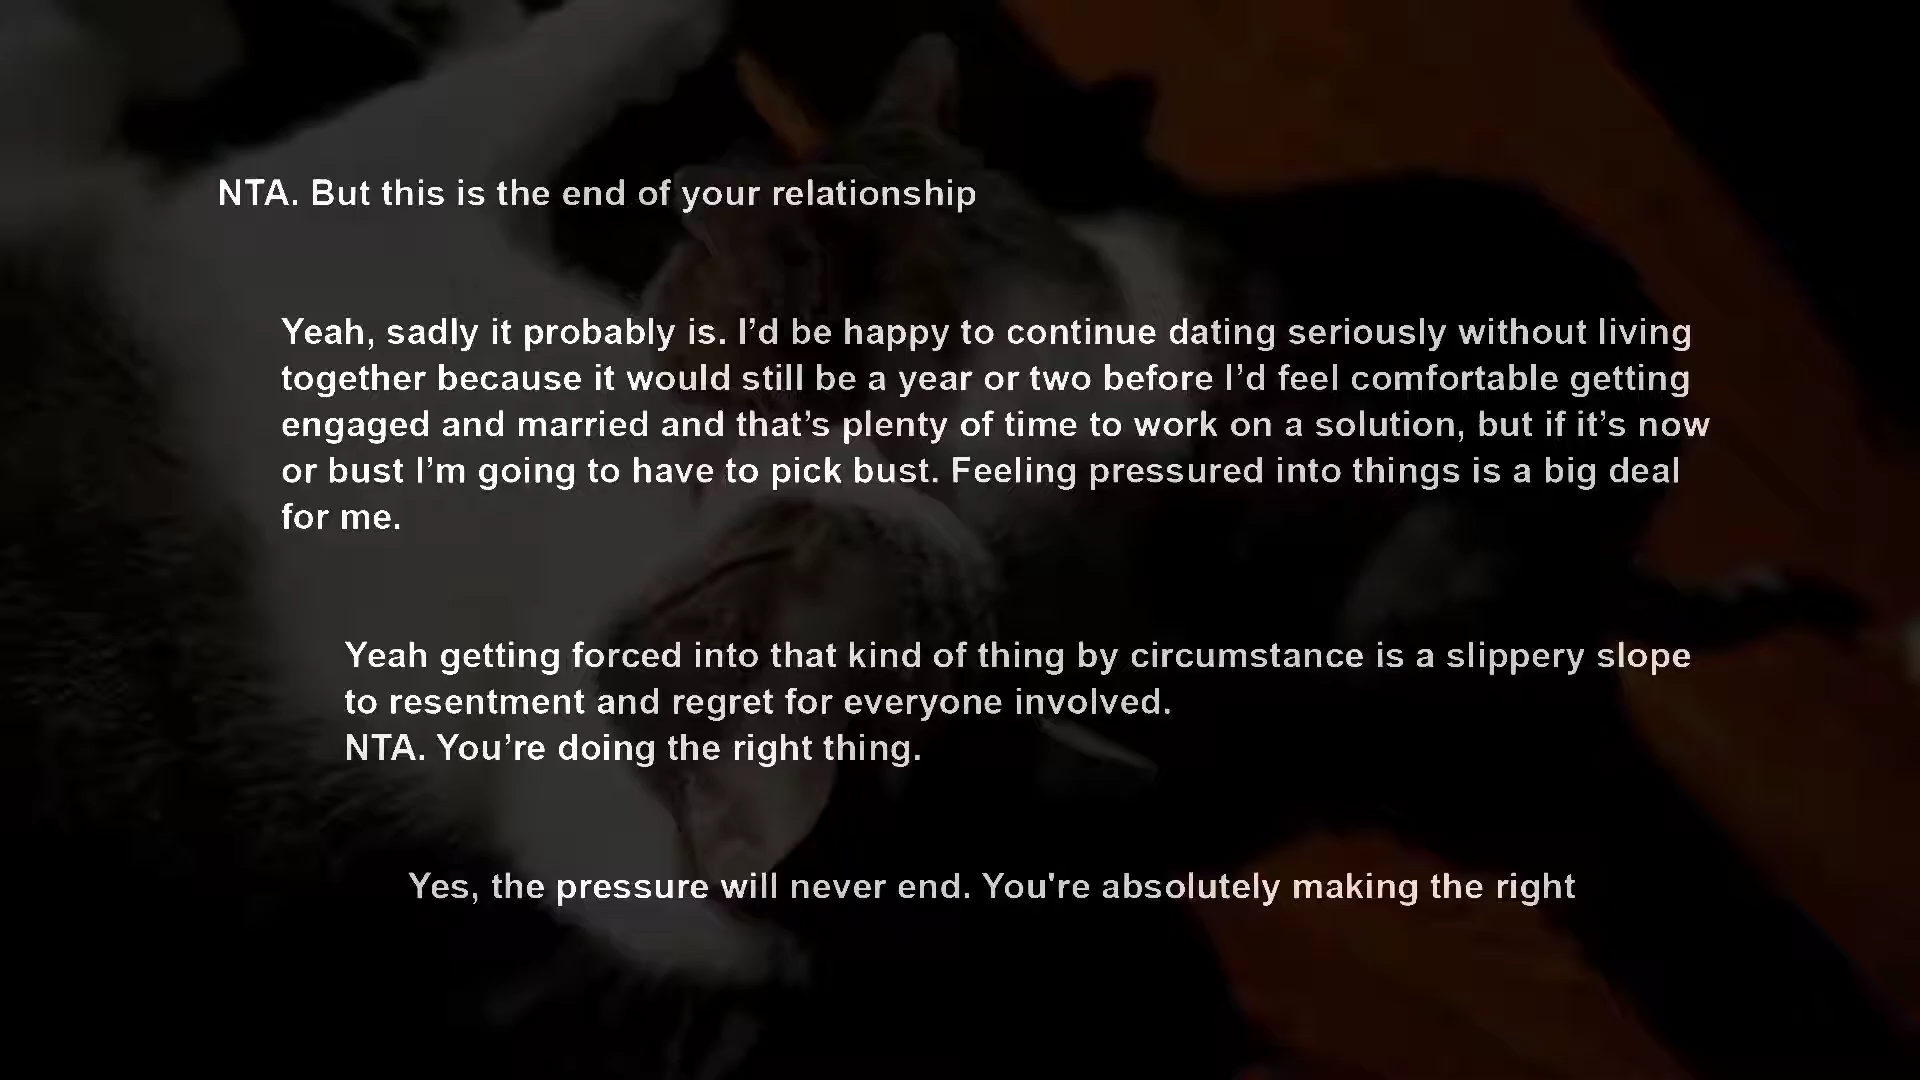 NTA. But this is the end of your relationship
Yeah, sadly it probably is. I’d be happy to continue dating seriously without living
together because it would still be a year or two before I’d feel comfortable getting
engaged and married and that’s plenty of time to work on a solution, but if it’s now
or bust I’m going to have to pick bust. Feeling pressured into things is a big deal
for me.
Yeah getting forced into that kind of thing by circumstance is a slippery slope
to resentment and regret for everyone involved.
NTA. You’re doing the right thing.
Yes, the pressure will never end. You're absolutely making the right